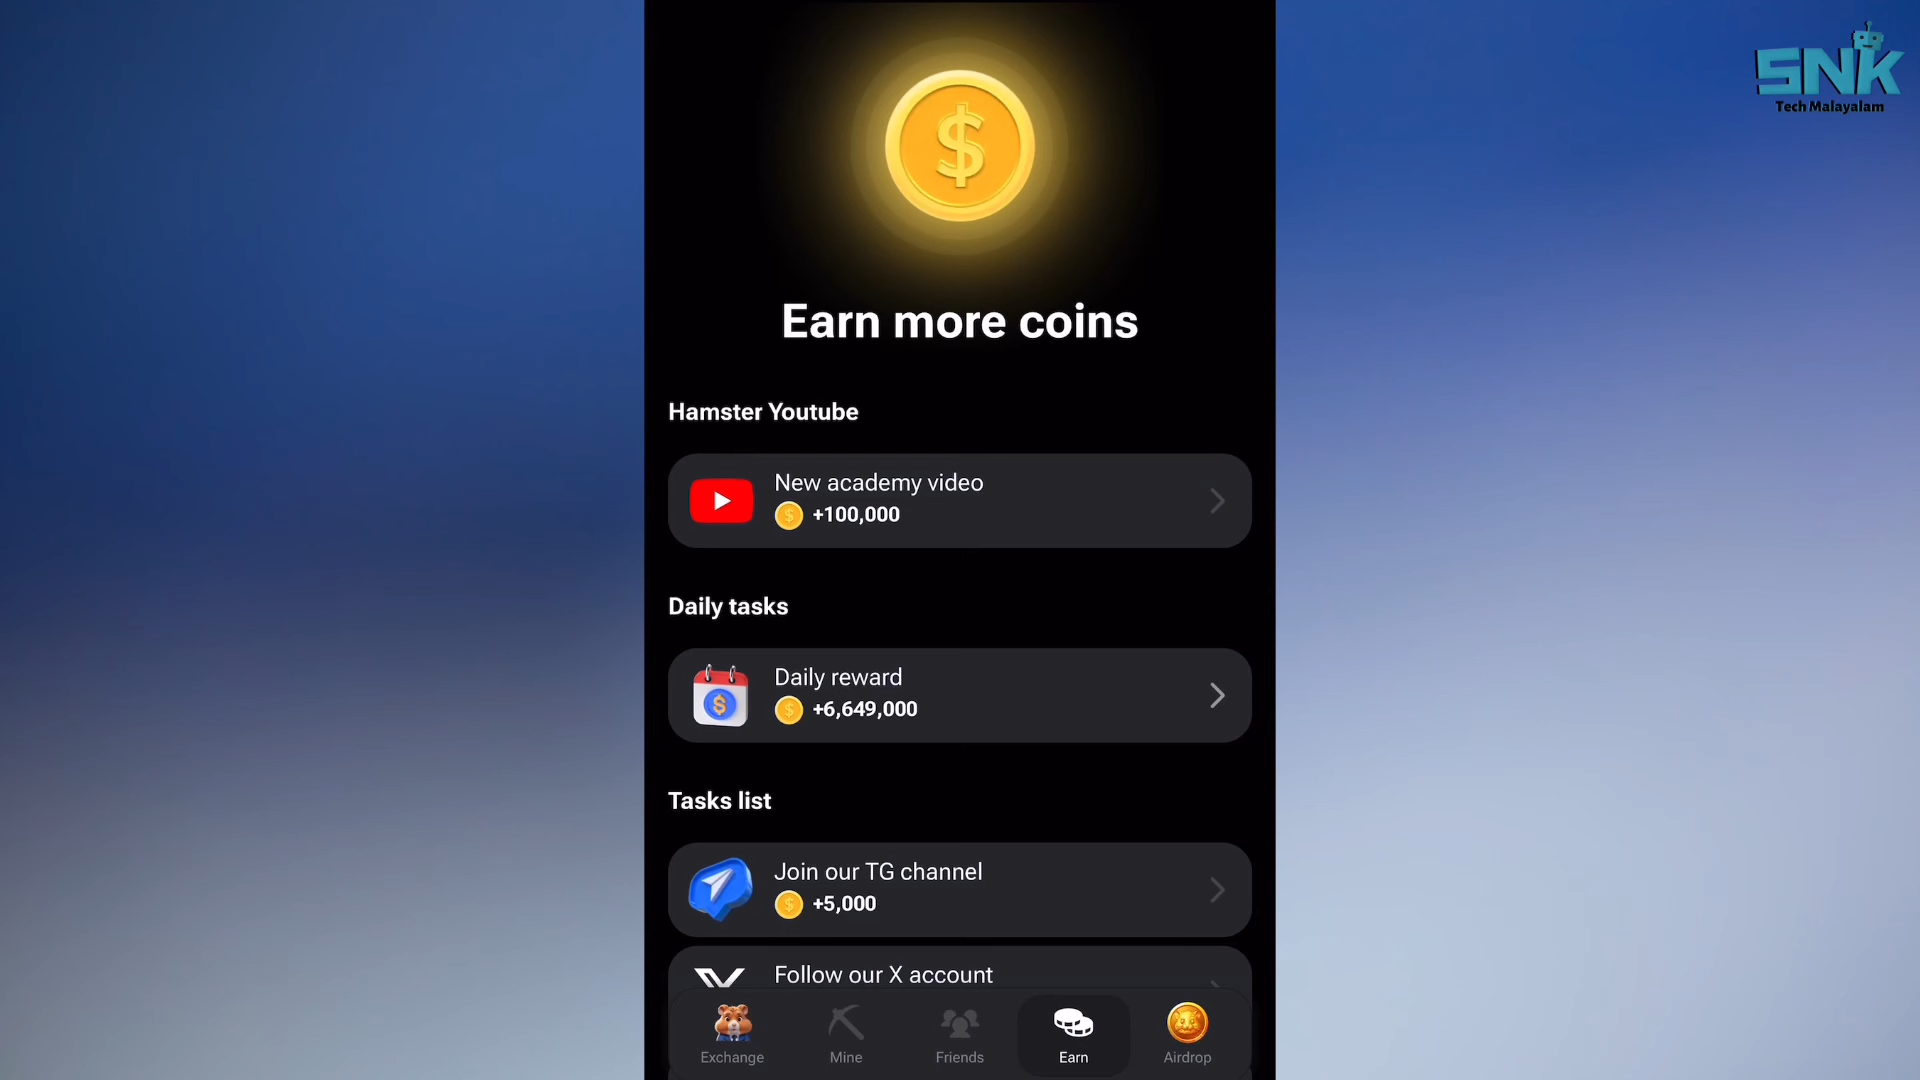 SNK
Tech Malayalam
Earn more coins
Hamster Youtube
New academy video
+100,000
Daily tasks
Daily reward
+6,649,000
Tasks list
Join our TG channel
+5,000
Follow our X account
Exchange
Mine
Friends
Earn
Airdrop